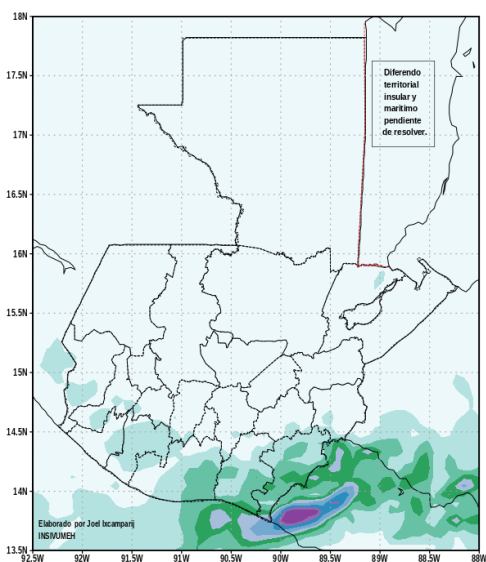 18N
17.5N
17N
16.5N
16N
15.5N
15N
14.5N
14N
13.5N
Diferendo
territorial
insular y
maritimo
pendiente
de resolver.
Elaborado por Joel Ixcamparij
INSIVUMEH
92.5W 92W 91.5W 91W 90.5W 90W 89.5W 89W 88.5W 88W